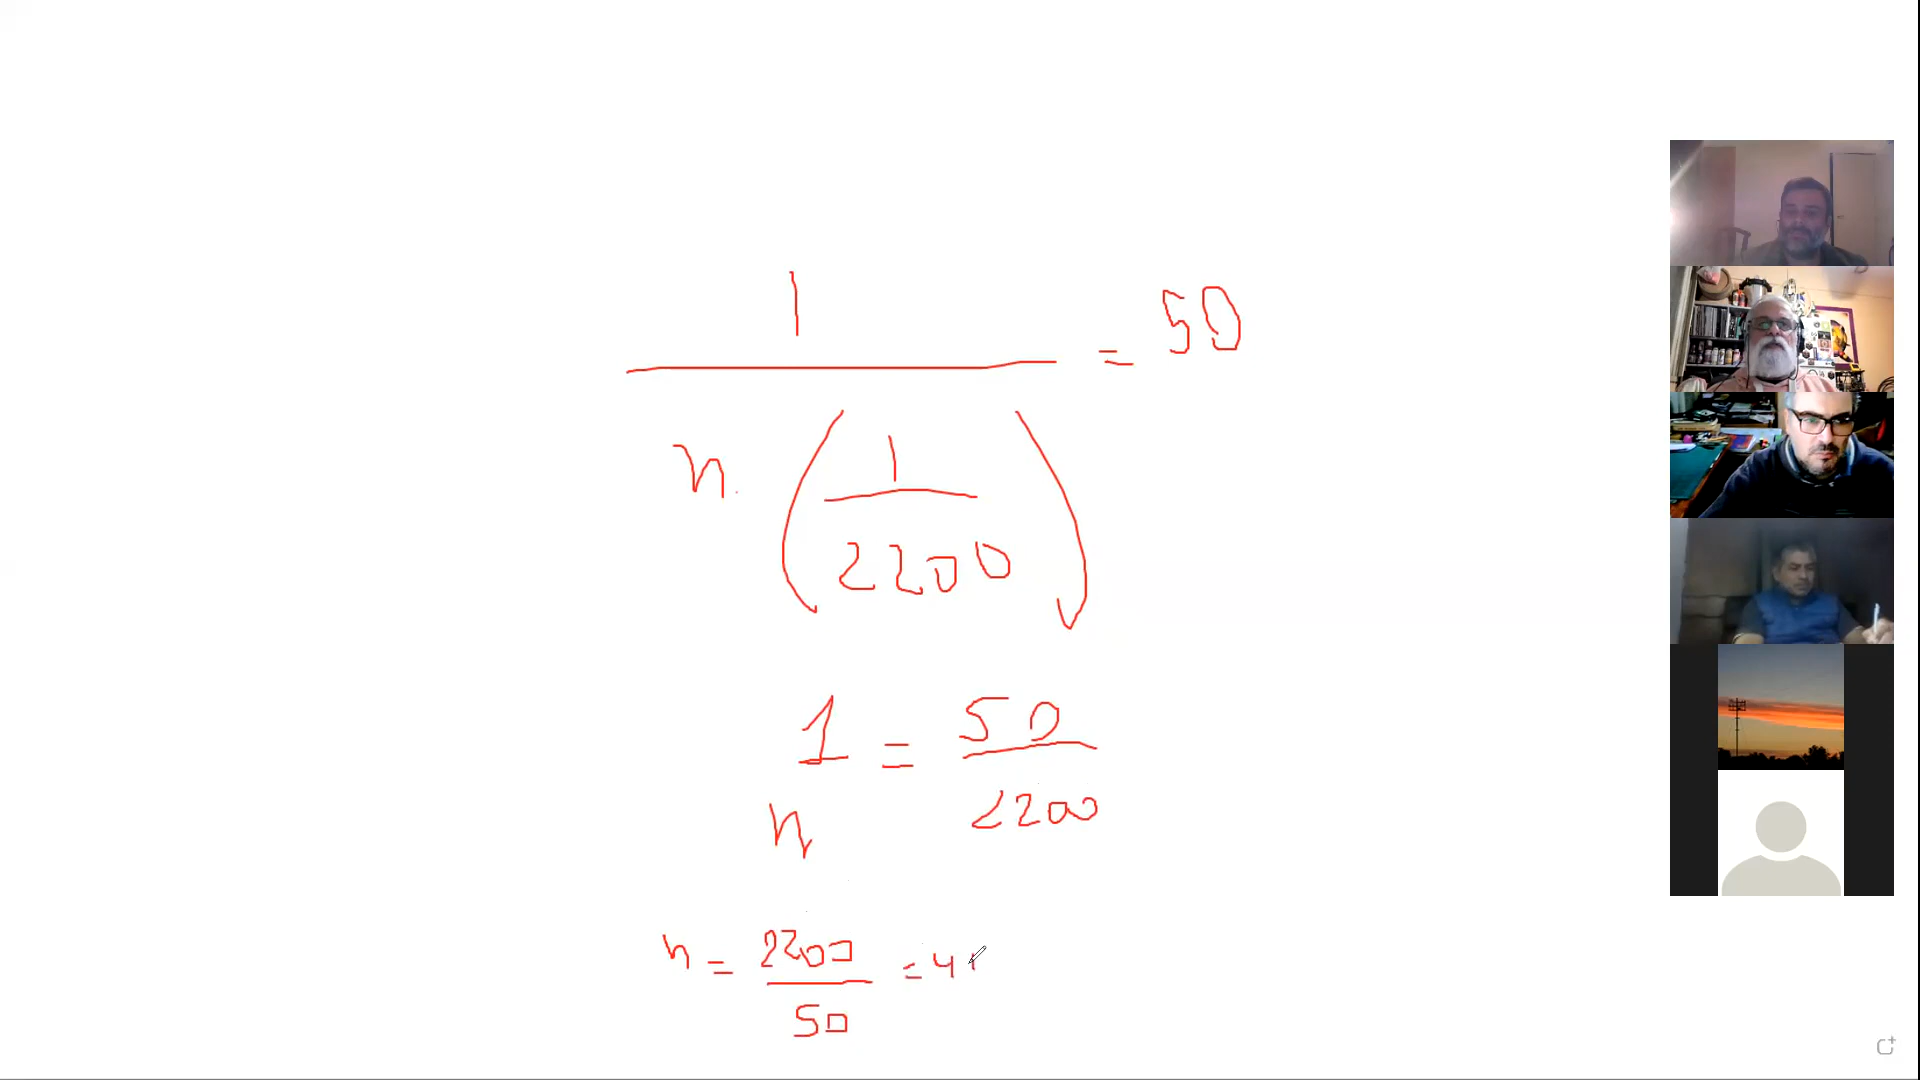 1
= 50
n. ( 1
2200 )
1 = 50
n 2200
n = 2200 = 4
50